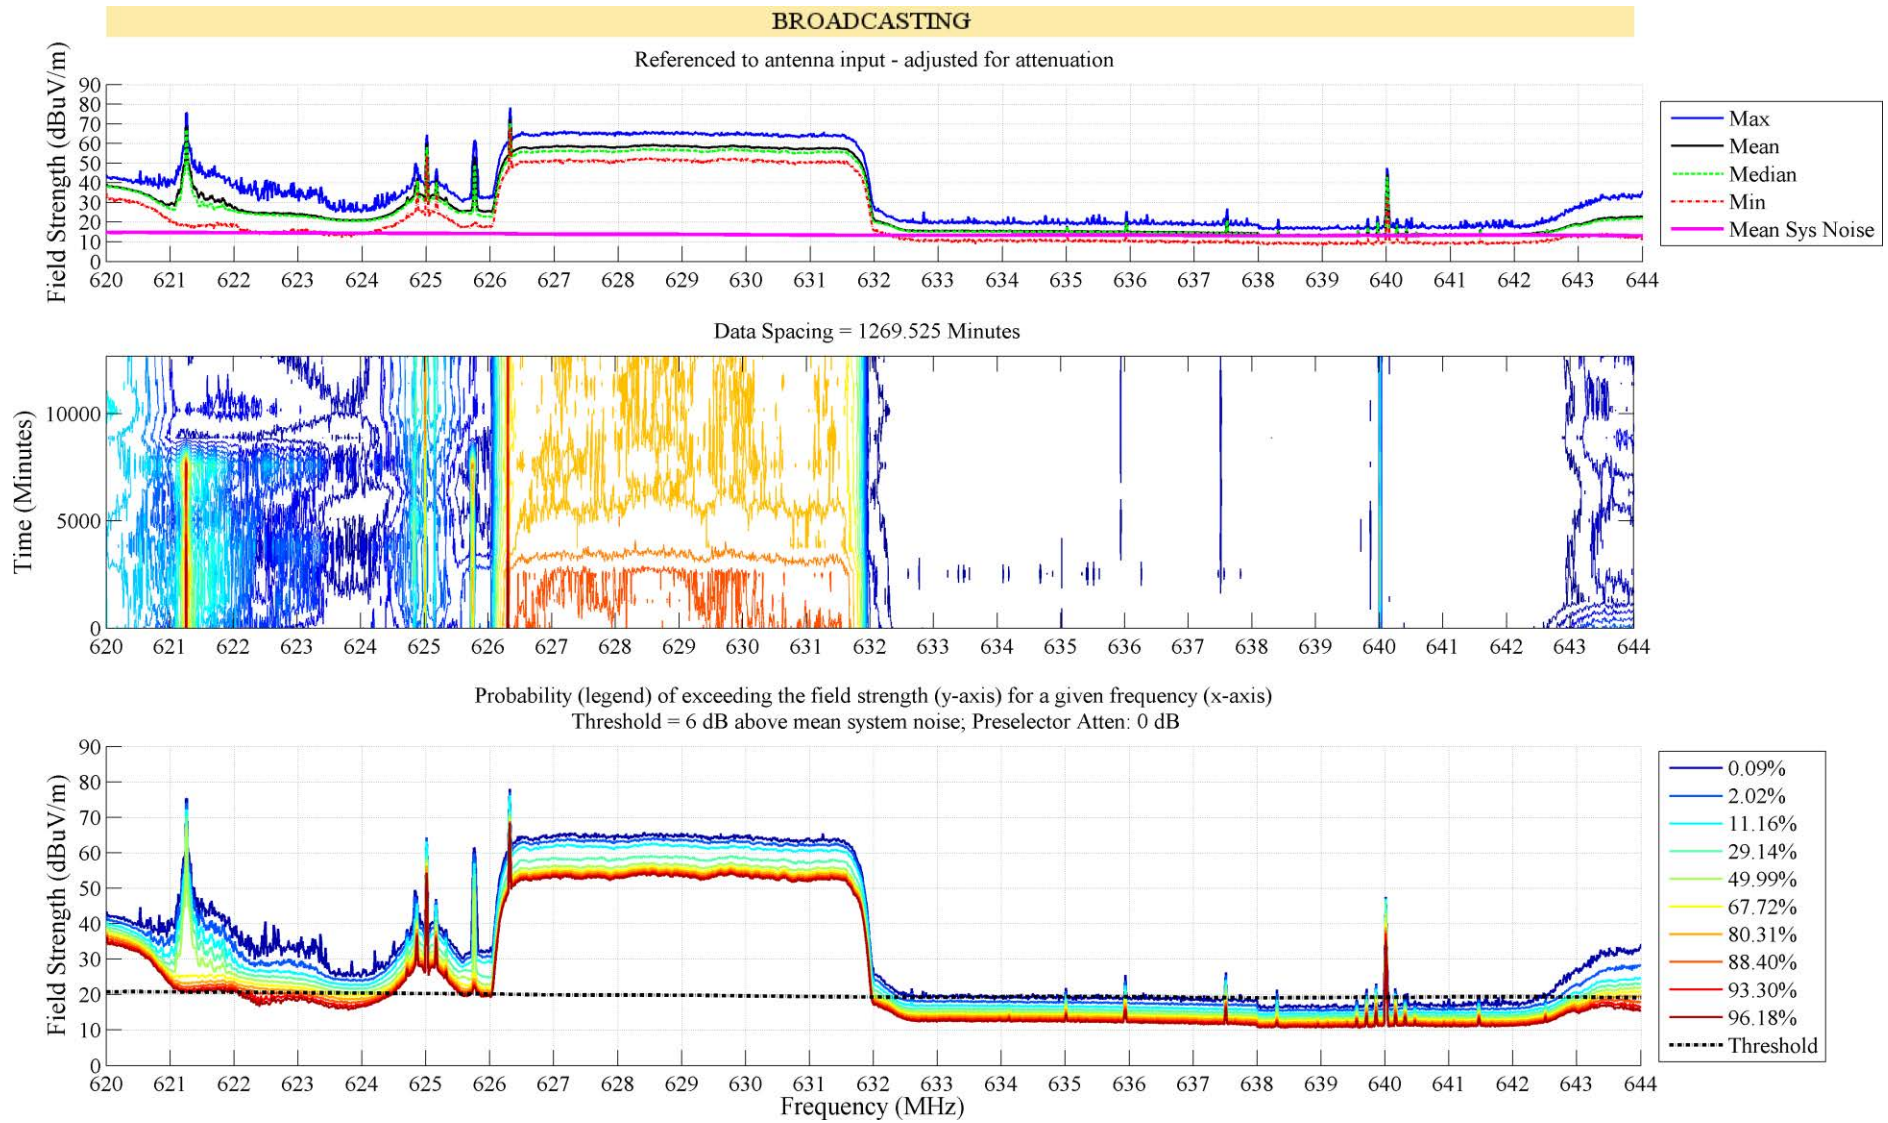 BROADCASTING
Referenced to antenna input - adjusted for attenuation
Field Strength (dBuV/m)
90
80
70
60
50
40
30
20
10
0
620 621 622 623 624 625 626 627 628 629 630 631 632 633 634 635 636 637 638 639 640 641 642 643 644
Max
Mean
Median
Min
Mean Sys Noise
Data Spacing = 1269.525 Minutes
Time (Minutes)
10000
5000
0
620 621 622 623 624 625 626 627 628 629 630 631 632 633 634 635 636 637 638 639 640 641 642 643 644
Probability (legend) of exceeding the field strength (y-axis) for a given frequency (x-axis)
Threshold = 6 dB above mean system noise; Preselector Atten: 0 dB
Field Strength (dBuV/m)
90
80
70
60
50
40
30
20
10
0
620 621 622 623 624 625 626 627 628 629 630 631 632 633 634 635 636 637 638 639 640 641 642 643 644
Frequency (MHz)
0.09%
2.02%
11.16%
29.14%
49.99%
67.72%
80.31%
88.40%
93.30%
96.18%
Threshold